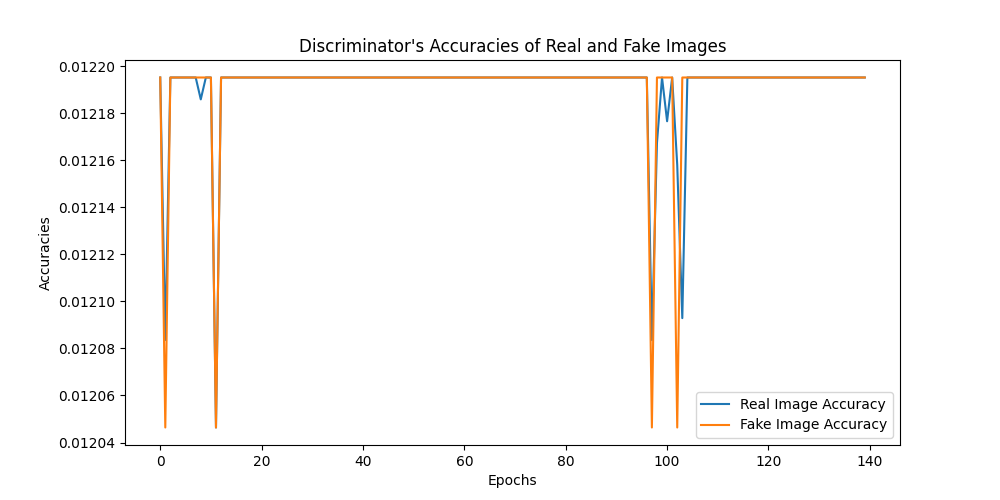 Discriminator's Accuracies of Real and Fake Images
0.01220
0.01218
0.01216
0.01214
0.01212
0.01210
0.01208
0.01206
0.01204
Accuracies
Real Image Accuracy
Fake Image Accuracy
0 20 40 60 80 100 120 140
Epochs